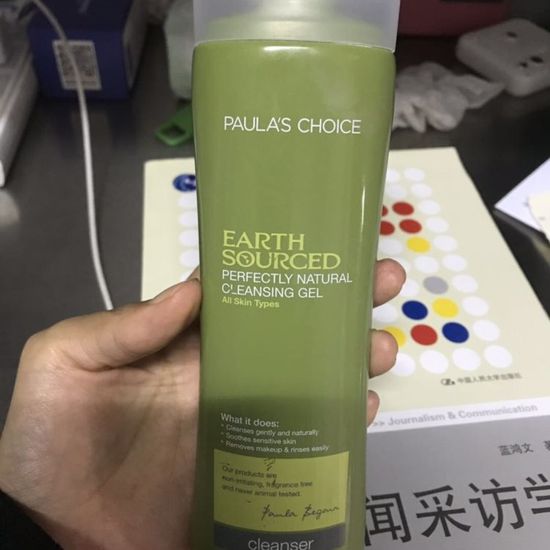 PAULA'S CHOICE
EARTH
SOURCED
PERFECTLY NATURAL
CLEANSING GEL
All Skin Types
What it does:
• Cleanses gently and naturally
• Soothes sensitive skin
• Removes makeup & rinses easily
Our products are
non-irritating, fragrance free
and never animal tested.
Paula Begoun
cleanser
中国人民大学出版社
>> Journalism & Communication
蓝鸿文
闻采访学